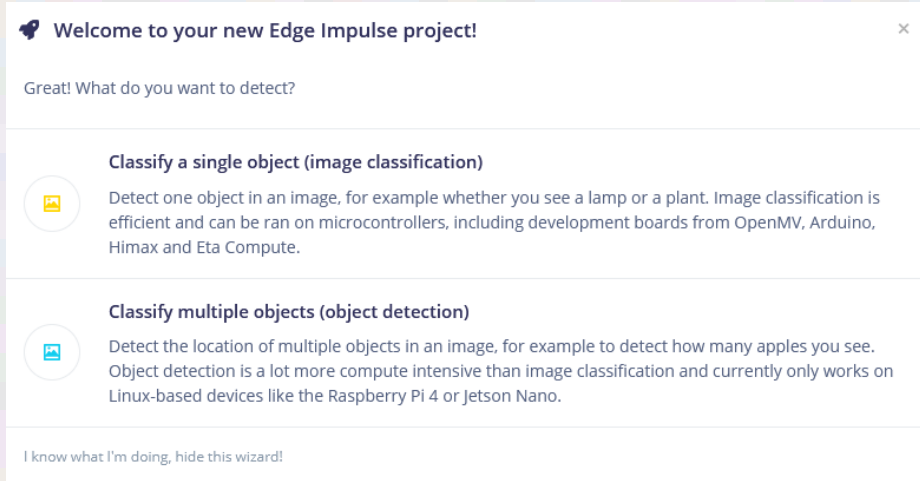 Welcome to your new Edge Impulse project!
×
Great! What do you want to detect?
Classify a single object (image classification)
Detect one object in an image, for example whether you see a lamp or a plant. Image classification is
efficient and can be ran on microcontrollers, including development boards from OpenMV, Arduino,
Himax and Eta Compute.
Classify multiple objects (object detection)
Detect the location of multiple objects in an image, for example to detect how many apples you see.
Object detection is a lot more compute intensive than image classification and currently only works on
Linux-based devices like the Raspberry Pi 4 or Jetson Nano.
I know what I'm doing, hide this wizard!